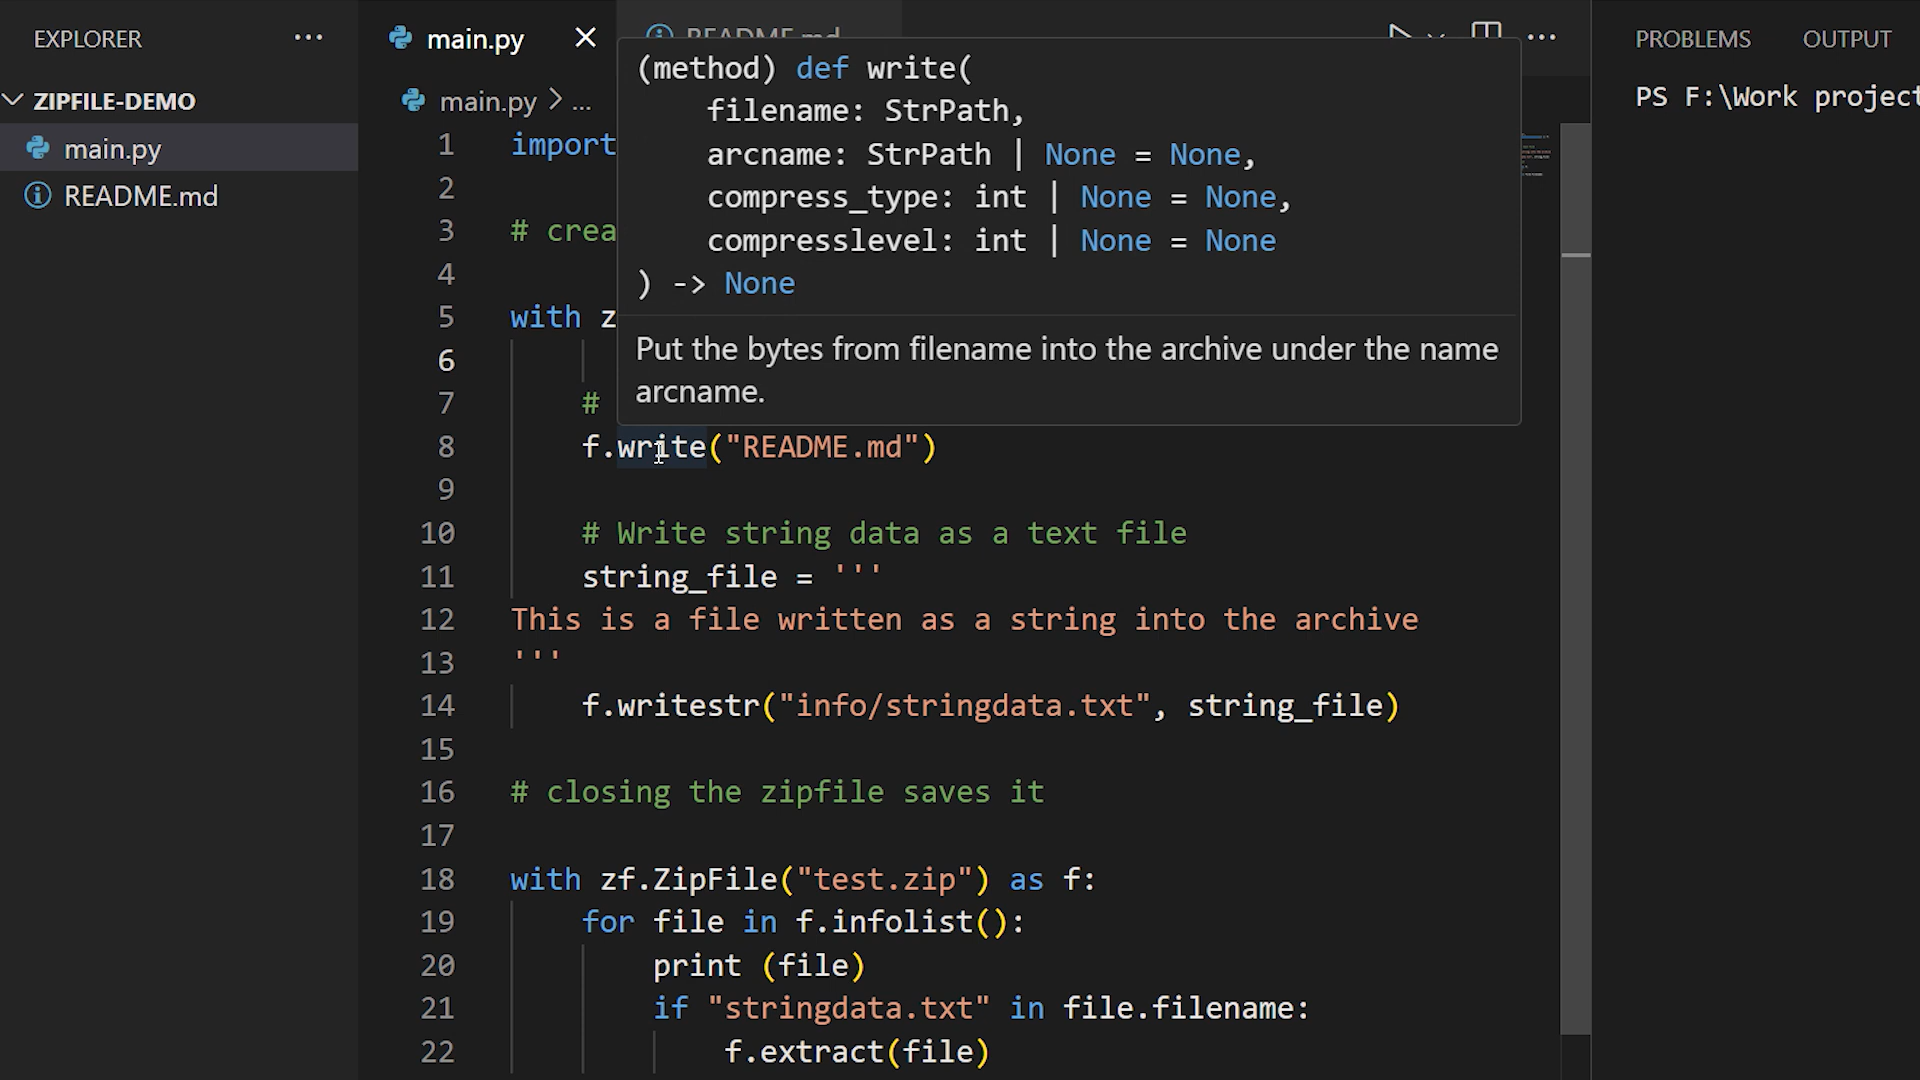 EXPLORER ...
ZIPFILE-DEMO
main.py
README.md
main.py
main.py > ...
1 import
2
3 # crea
4
5 with z
6
7 #
8 f.write("README.md")
9
10 # Write string data as a text file
11 string_file = '''
12 This is a file written as a string into the archive
13 '''
14 f.writestr("info/stringdata.txt", string_file)
15
16 # closing the zipfile saves it
17
18 with zf.ZipFile("test.zip") as f:
19 for file in f.infolist():
20 print (file)
21 if "stringdata.txt" in file.filename:
22 f.extract(file)
README.md
(method) def write(
filename: StrPath,
arcname: StrPath | None = None,
compress_type: int | None = None,
compresslevel: int | None = None
) -> None
Put the bytes from filename into the archive under the name
arcname.
PROBLEMS OUTPUT
PS F:\Work project